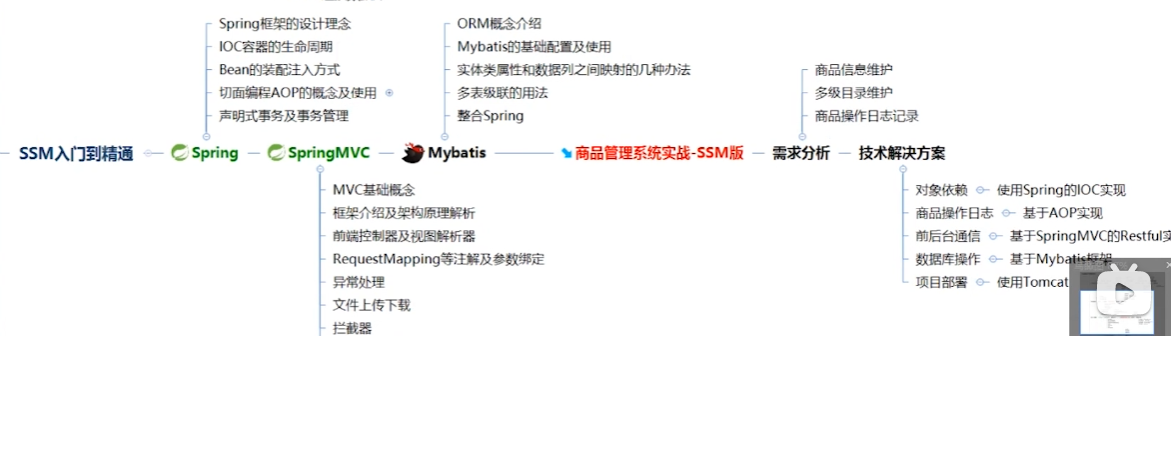 Spring框架的设计理念
IOC容器的生命周期
Bean的装配注入方式
切面编程AOP的概念及使用
声明式事务及事务管理
ORM概念介绍
Mybatis的基础配置及使用
实体类属性和数据列之间映射的几种办法
多表级联的用法
整合Spring
商品信息维护
多级目录维护
商品操作日志记录
SSM入门到精通 Spring SpringMVC Mybatis 商品管理系统实战-SSM版 需求分析 技术解决方案
MVC基础概念
框架介绍及架构原理解析
前端控制器及视图解析器
RequestMapping等注解及参数绑定
异常处理
文件上传下载
拦截器
对象依赖 使用Spring的IOC实现
商品操作日志 基于AOP实现
前后台通信 基于SpringMVC的Restful实
数据库操作 基于Mybatis框架
项目部署 使用Tomcat